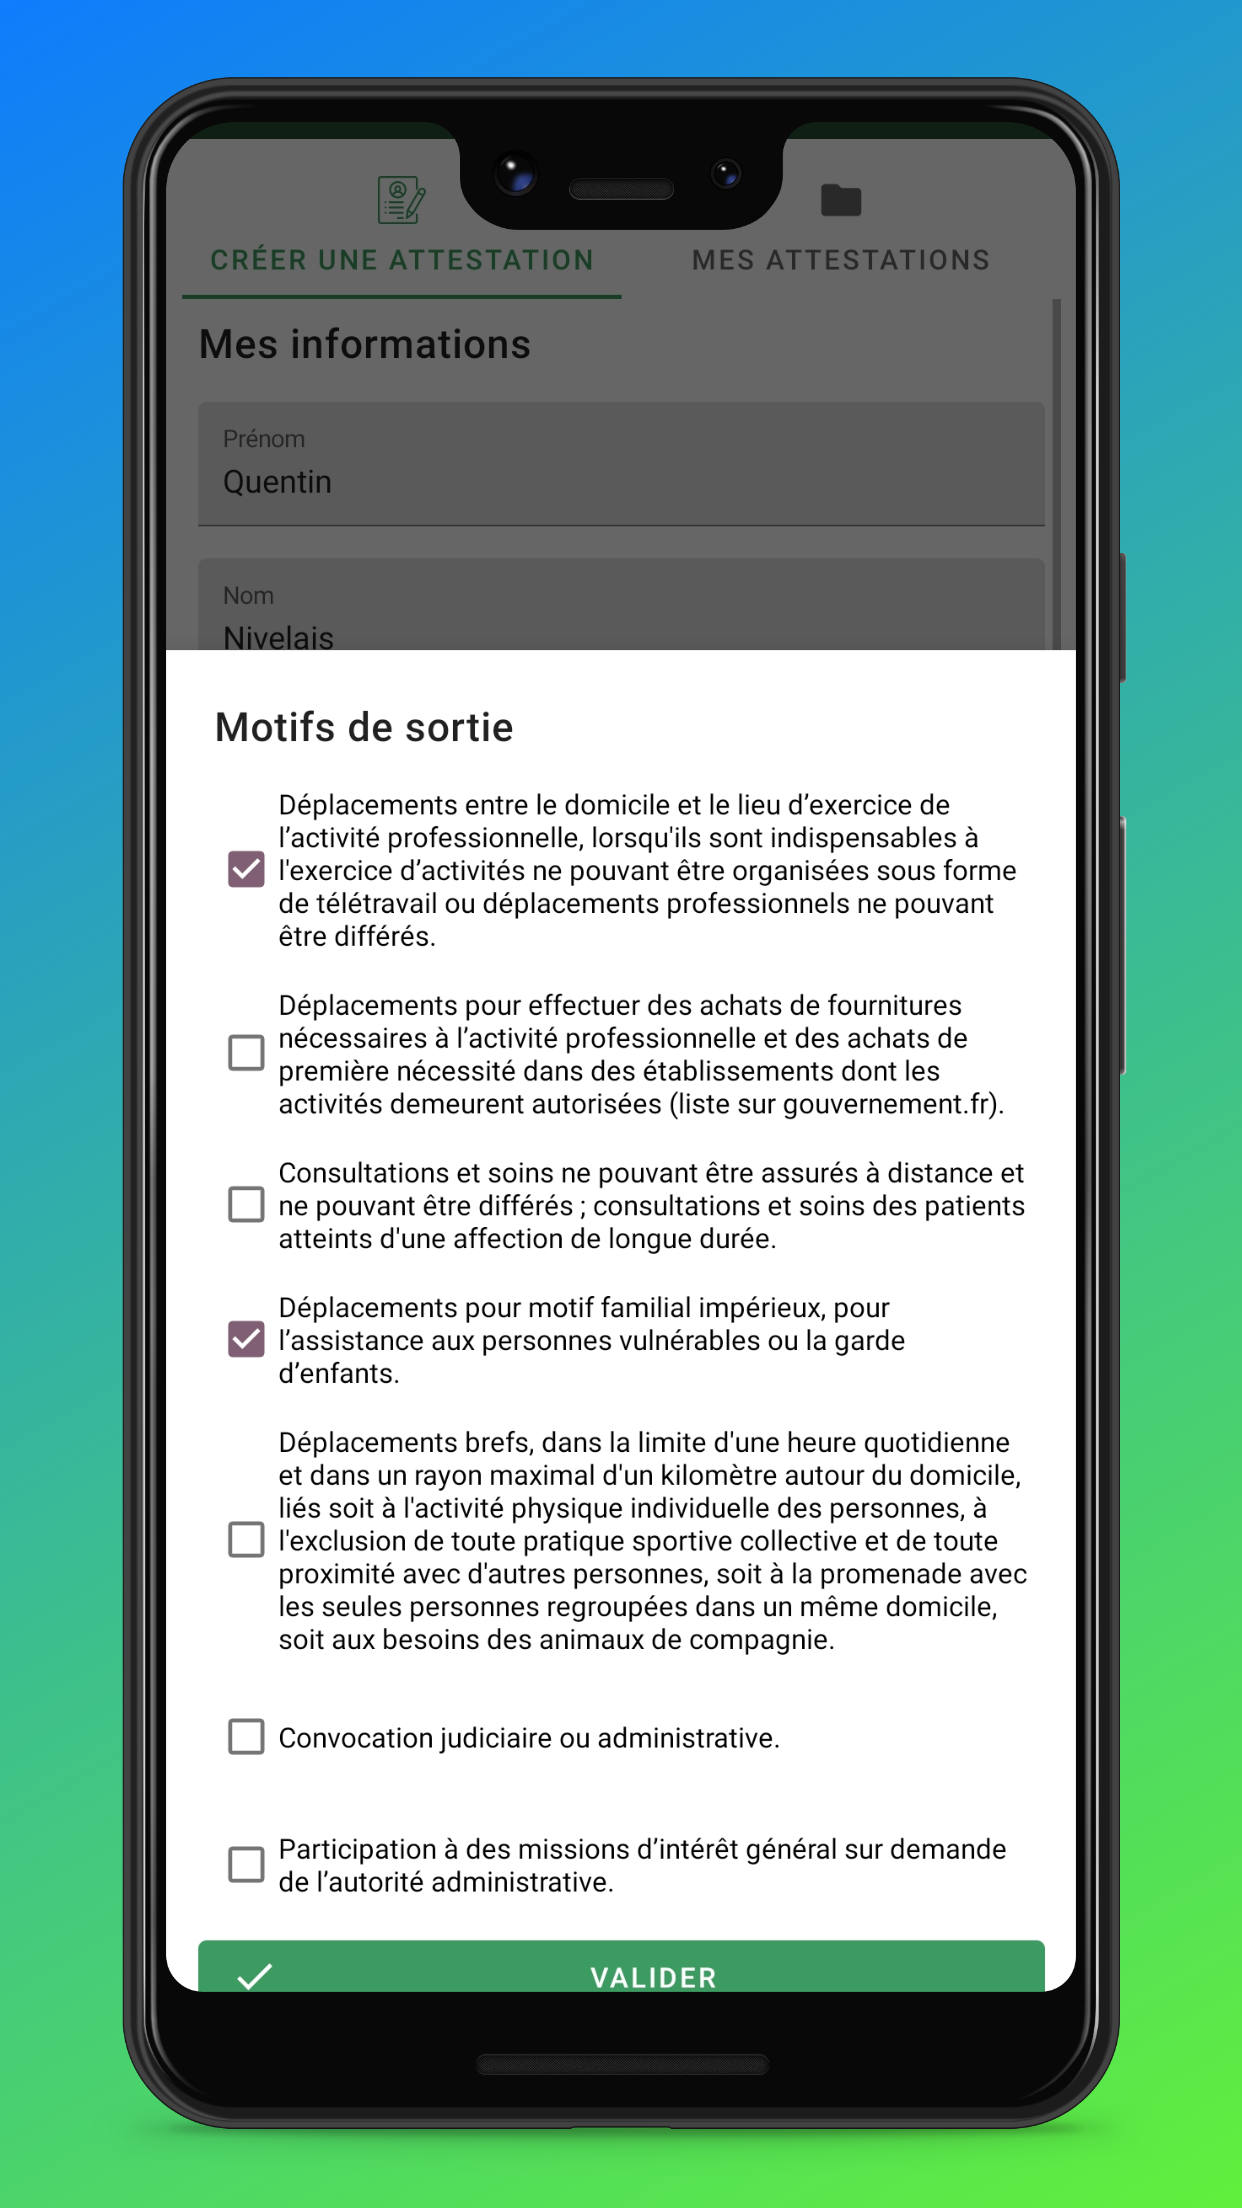 CRÉER UNE ATTESTATION
MES ATTESTATIONS
Mes informations
Prénom
Quentin
Nom
Nivelais
Motifs de sortie
Déplacements entre le domicile et le lieu d’exercice de
l’activité professionnelle, lorsqu'ils sont indispensables à
l'exercice d’activités ne pouvant être organisées sous forme
de télétravail ou déplacements professionnels ne pouvant
être différés.
Déplacements pour effectuer des achats de fournitures
nécessaires à l’activité professionnelle et des achats de
première nécessité dans des établissements dont les
activités demeurent autorisées (liste sur gouvernement.fr).
Consultations et soins ne pouvant être assurés à distance et
ne pouvant être différés ; consultations et soins des patients
atteints d'une affection de longue durée.
Déplacements pour motif familial impérieux, pour
l’assistance aux personnes vulnérables ou la garde
d’enfants.
Déplacements brefs, dans la limite d'une heure quotidienne
et dans un rayon maximal d'un kilomètre autour du domicile,
liés soit à l'activité physique individuelle des personnes, à
l'exclusion de toute pratique sportive collective et de toute
proximité avec d'autres personnes, soit à la promenade avec
les seules personnes regroupées dans un même domicile,
soit aux besoins des animaux de compagnie.
Convocation judiciaire ou administrative.
Participation à des missions d’intérêt général sur demande
de l’autorité administrative.
VALIDER